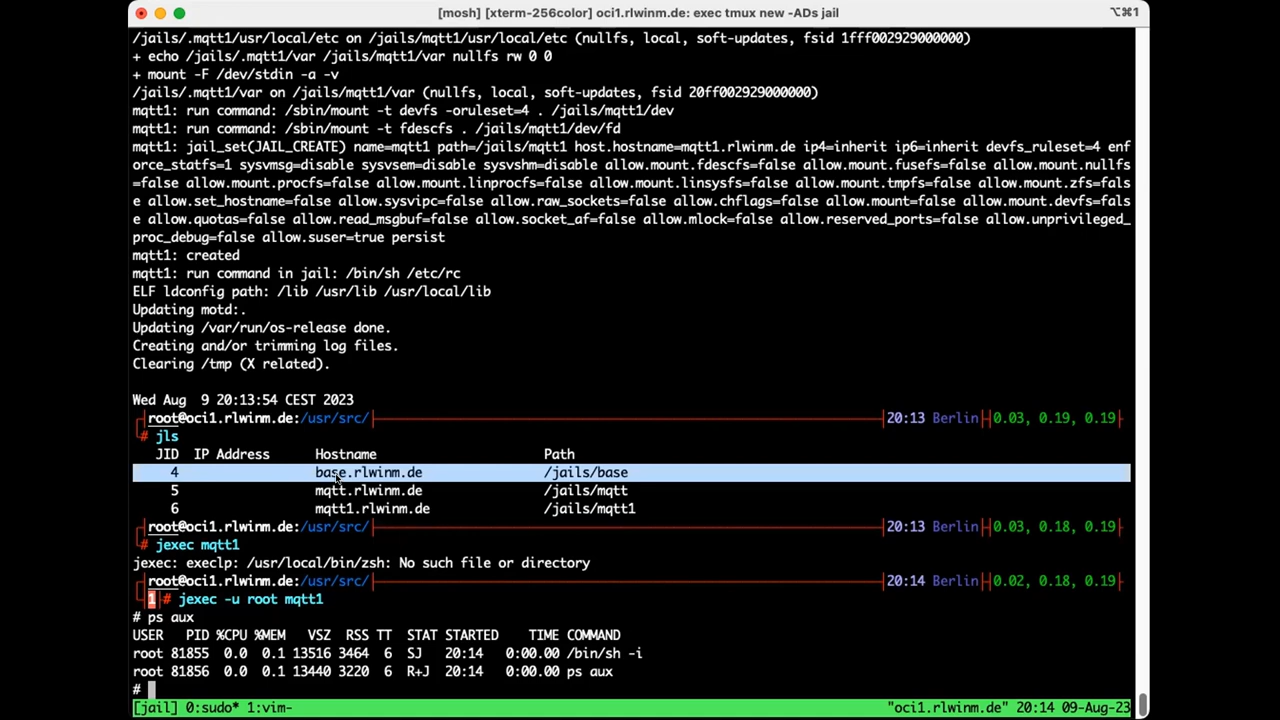 [mosh] [xterm-256color] oci1.rlwinm.de: exec tmux new -ADs jail ⌥⌘1
/jails/.mqtt1/usr/local/etc on /jails/mqtt1/usr/local/etc (nullfs, local, soft-updates, fsid 1fff002929000000)
+ echo /jails/.mqtt1/var /jails/mqtt1/var nullfs rw 0 0
+ mount -F /dev/stdin -a -v
/jails/.mqtt1/var on /jails/mqtt1/var (nullfs, local, soft-updates, fsid 20ff002929000000)
mqtt1: run command: /sbin/mount -t devfs -oruleset=4 . /jails/mqtt1/dev
mqtt1: run command: /sbin/mount -t fdescfs . /jails/mqtt1/dev/fd
mqtt1: jail_set(JAIL_CREATE) name=mqtt1 path=/jails/mqtt1 host.hostname=mqtt1.rlwinm.de ip4=inherit ip6=inherit devfs_ruleset=4 enf
orce_statfs=1 sysvmsg=disable sysvsem=disable sysvshm=disable allow.mount.fdescfs=false allow.mount.fusefs=false allow.mount.nullfs
=false allow.mount.procfs=false allow.mount.linprocfs=false allow.mount.linsysfs=false allow.mount.tmpfs=false allow.mount.zfs=fals
e allow.set_hostname=false allow.sysvipc=false allow.raw_sockets=false allow.chflags=false allow.mount=false allow.mount.devfs=fals
e allow.quotas=false allow.read_msgbuf=false allow.socket_af=false allow.mlock=false allow.reserved_ports=false allow.unprivileged_
proc_debug=false allow.suser=true persist
mqtt1: created
mqtt1: run command in jail: /bin/sh /etc/rc
ELF ldconfig path: /lib /usr/lib /usr/local/lib
Updating motd:.
Updating /var/run/os-release done.
Creating and/or trimming log files.
Clearing /tmp (X related).
Wed Aug  9 20:13:54 CEST 2023
root@oci1.rlwinm.de:/usr/src/ 20:13 Berlin 0.03, 0.19, 0.19
# jls
JID  IP Address      Hostname                      Path
4                  base.rlwinm.de                /jails/base
5                  mqtt.rlwinm.de                /jails/mqtt
6                  mqtt1.rlwinm.de               /jails/mqtt1
root@oci1.rlwinm.de:/usr/src/ 20:13 Berlin 0.03, 0.18, 0.19
# jexec mqtt1
jexec: execlp: /usr/local/bin/zsh: No such file or directory
root@oci1.rlwinm.de:/usr/src/ 20:14 Berlin 0.02, 0.18, 0.19
1 # jexec -u root mqtt1
# ps aux
USER   PID %CPU %MEM   VSZ  RSS TT  STAT STARTED    TIME COMMAND
root 81855  0.0  0.1 13516 3464  6  SJ   20:14   0:00.00 /bin/sh -i
root 81856  0.0  0.1 13440 3220  6  R+J  20:14   0:00.00 ps aux
#
[jail] 0:sudo* 1:vim- "oci1.rlwinm.de" 20:14 09-Aug-23